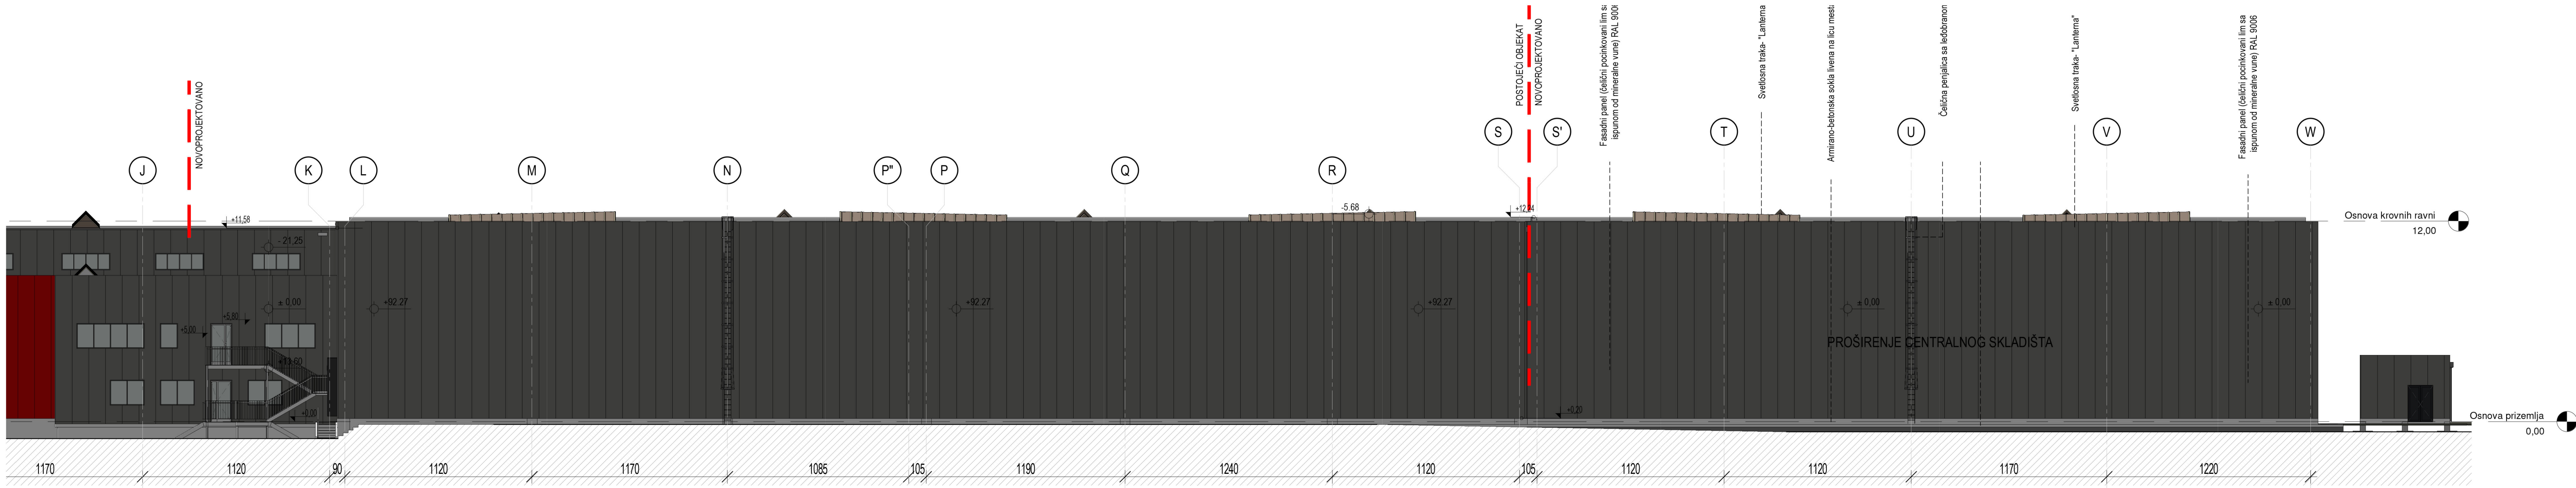 NOVOPROJEKTOVANO
POSTOJEĆI OBJEKAT
NOVOPROJEKTOVANO
Fasadni panel (čelični pocinkovani lim sa
ispunom od mineralne vune) RAL 9006
Svetlosna traka- "Lanterna
Armirano-betonska sokla livena na licu mesta
Čelična penjalica sa leđobranom
Svetlosna traka- "Lanterna"
Fasadni panel (čelični pocinkovani lim sa
ispunom od mineralne vune) RAL 9006
S
S'
T
U
V
W
J
K
L
M
N
P"
P
Q
R
-5.68
+12,24
+11,58
Osnova krovnih ravni
12,00
- 21,25
± 0,00
+92.27
+92.27
+92.27
± 0,00
± 0,00
+5,80
+5,00
PROŠIRENJE CENTRALNOG SKLADIŠTA
+0,00
+0,20
Osnova prizemlja
0,00
1170
1120
90
1120
1170
1085
105
1190
1240
1120
105
1120
1120
1170
1220